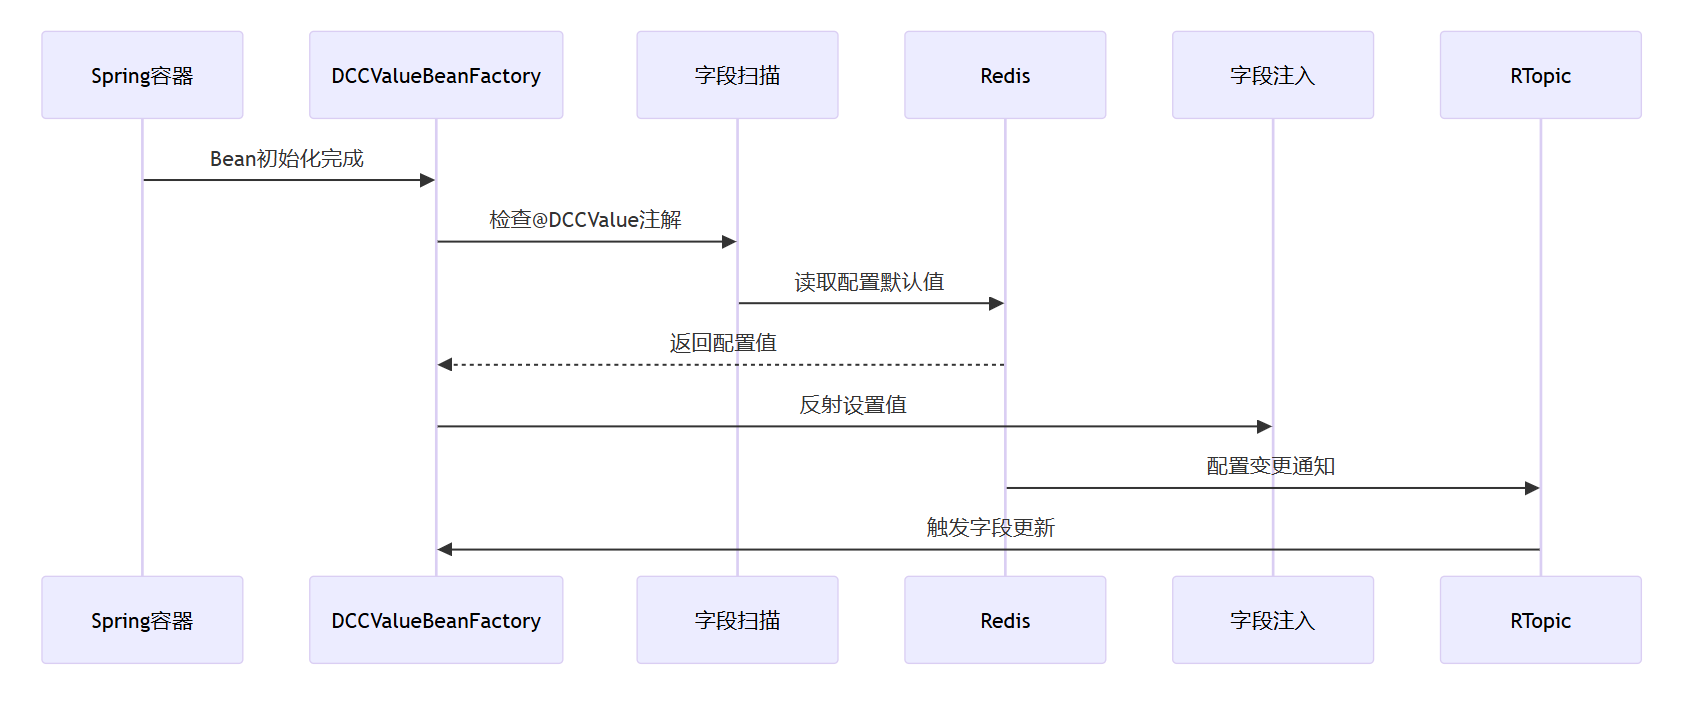 Spring容器
DCCValueBeanFactory
字段扫描
Redis
字段注入
RTopic
Bean初始化完成
检查@DCCValue注解
读取配置默认值
返回配置值
反射设置值
配置变更通知
触发字段更新
Spring容器
DCCValueBeanFactory
字段扫描
Redis
字段注入
RTopic